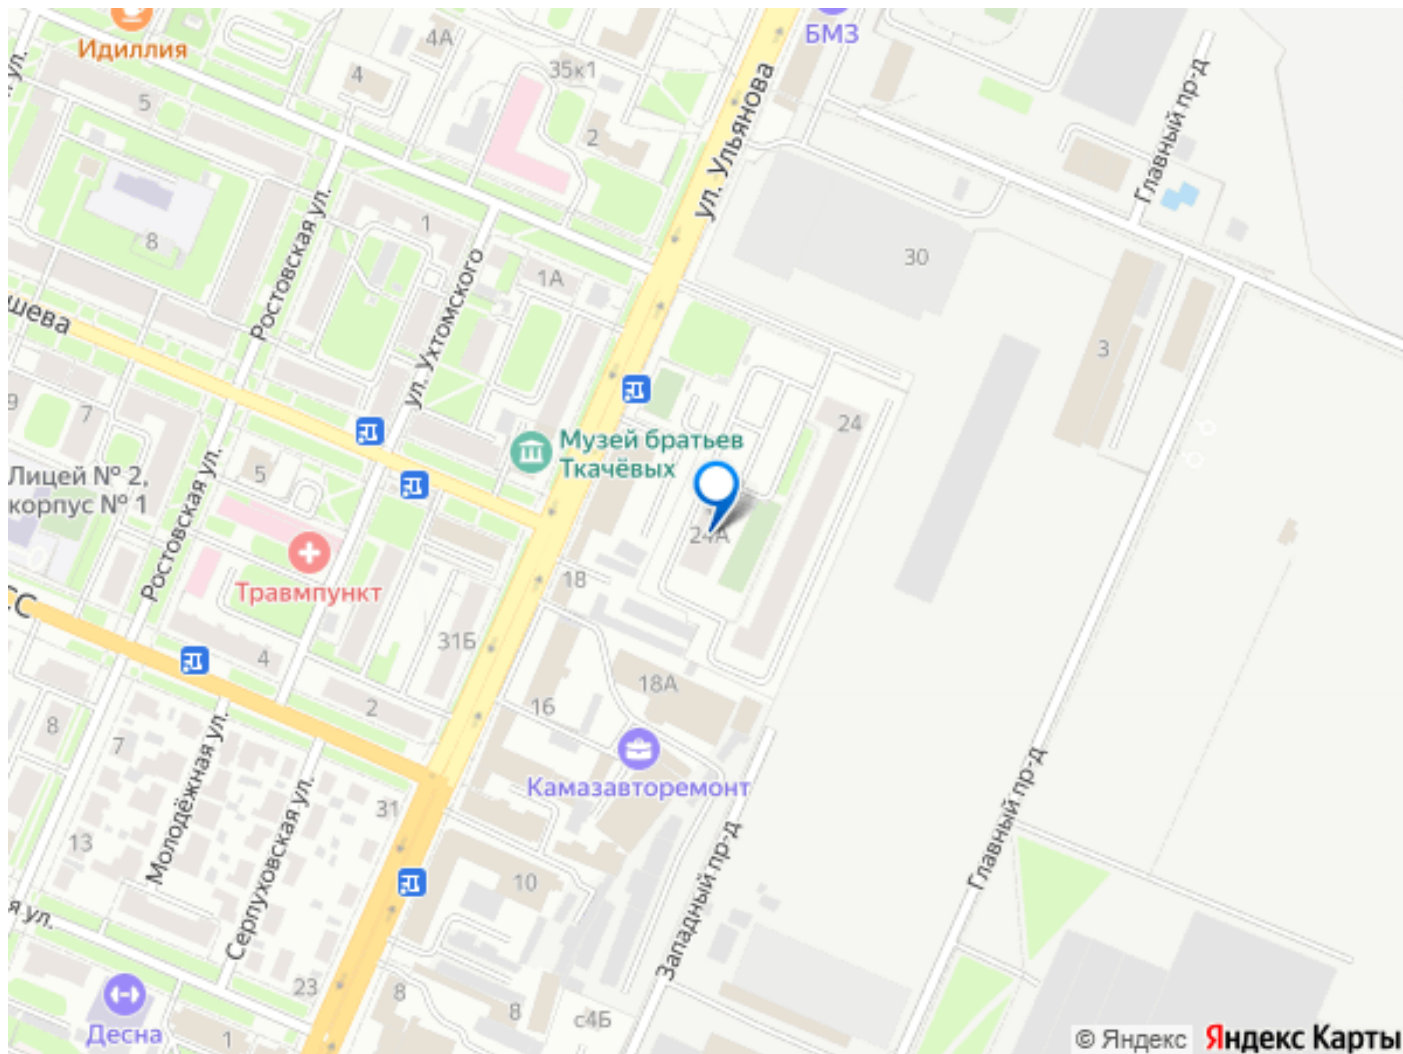 Идиллия
4А
4
35к1
БМЗ
ул.
5
2
ул. Ульянова
Главный пр-д
8
1
Ростовская ул.
ул. Ухтомского
1А
30
шева
3
9
7
24
Музей братьев
Ткачёвых
Лицей № 2,
корпус № 1
5
Ростовская ул.
24А
Травмпункт
18
СС
31Б
4
18А
2
16
8
7
Молодёжная ул.
Камазавторемонт
Серпуховская ул.
31
13
Главный пр-д
Западный пр-д
10
я ул.
23
8
8
с4Б
Десна
1
© Яндекс
Яндекс Карты